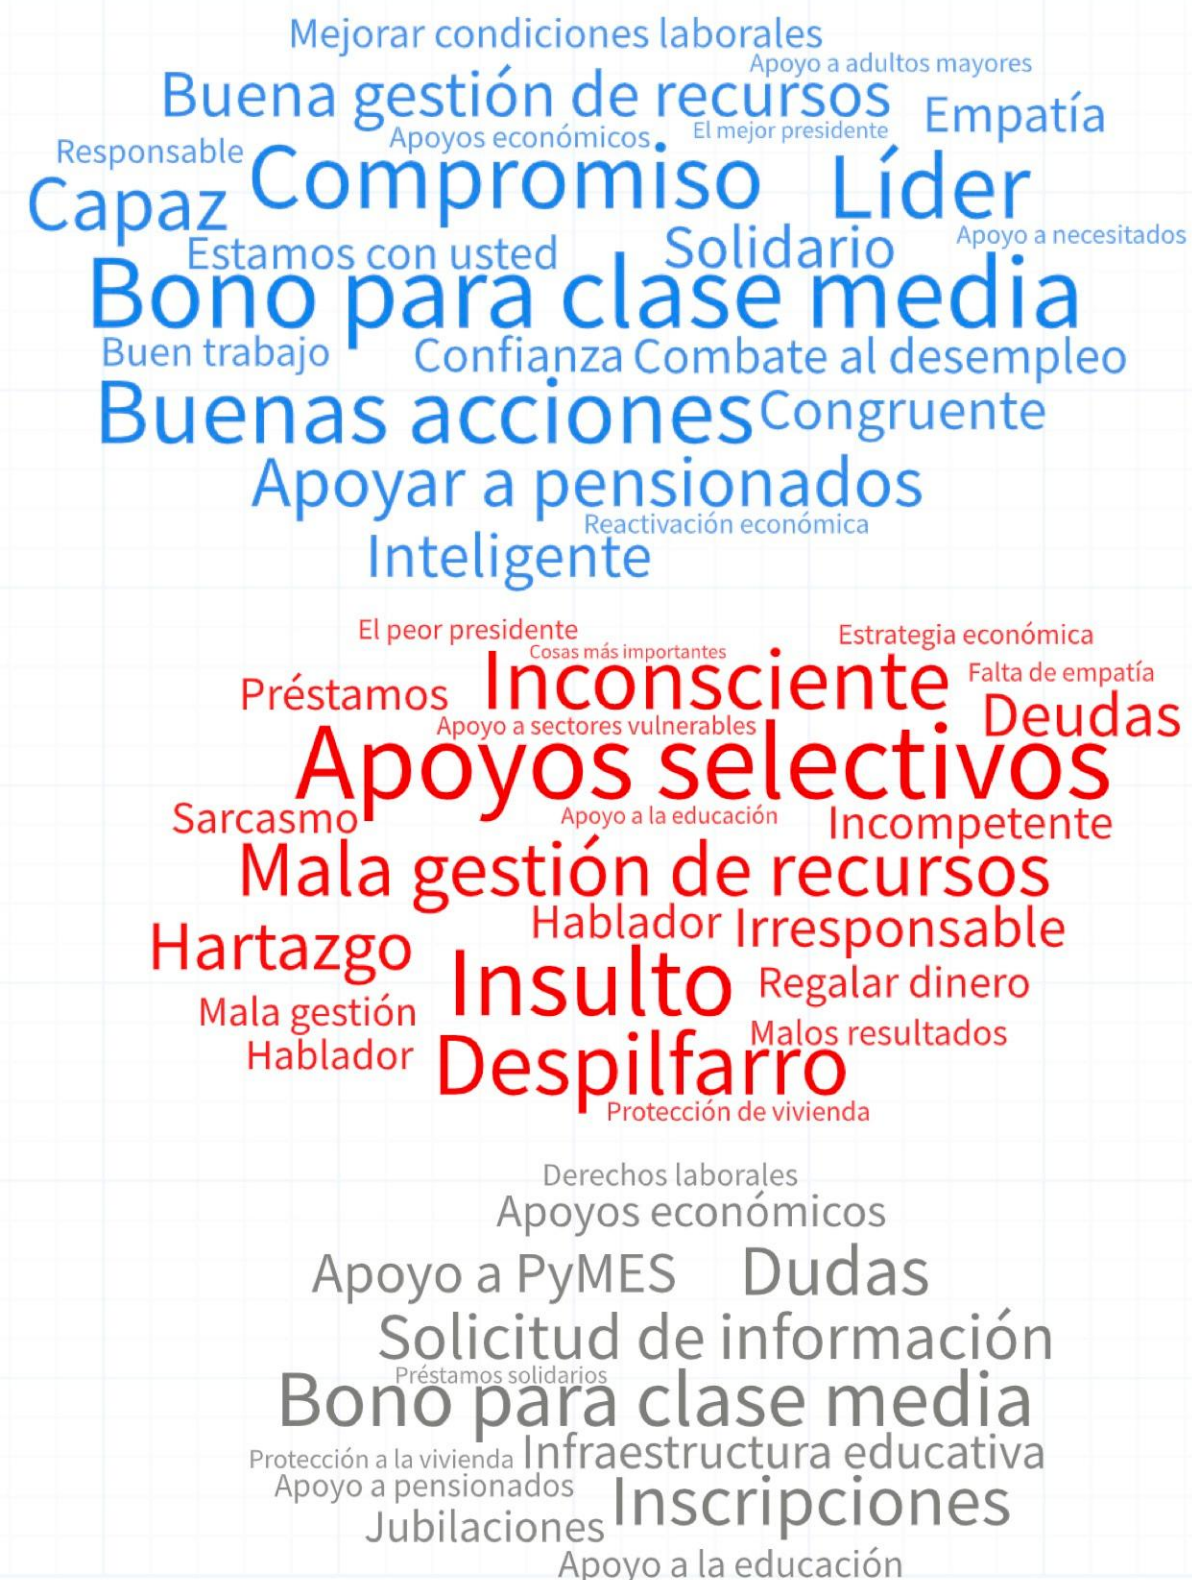 Mejorar condiciones laborales
Apoyo a adultos mayores
Buena gestión de recursos
Empatía
Apoyos económicos
El mejor presidente
Responsable
Compromiso
Líder
Capaz
Apoyo a necesitados
Estamos con usted
Solidario
Bono para clase media
Buen trabajo
Confianza
Combate al desempleo
Buenas acciones
Congruente
Apoyar a pensionados
Reactivación económica
Inteligente
El peor presidente
Estrategia económica
Cosas más importantes
Inconsciente
Falta de empatía
Préstamos
Deudas
Apoyo a sectores vulnerables
Apoyos selectivos
Sarcasmo
Apoyo a la educación
Incompetente
Mala gestión de recursos
Hablador
Irresponsable
Hartazgo
Insulto
Regalar dinero
Mala gestión
Malos resultados
Hablador
Despilfarro
Protección de vivienda
Derechos laborales
Apoyos económicos
Apoyo a PyMES
Dudas
Solicitud de información
Préstamos solidarios
Bono para clase media
Protección a la vivienda
Infraestructura educativa
Apoyo a pensionados
Inscripciones
Jubilaciones
Apoyo a la educación